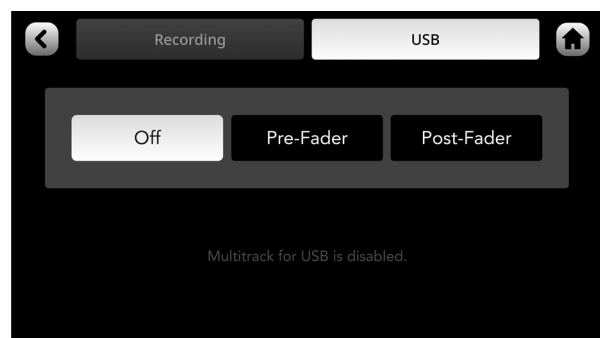 Recording USB
Off Pre-Fader Post-Fader
Multitrack for USB is disabled.